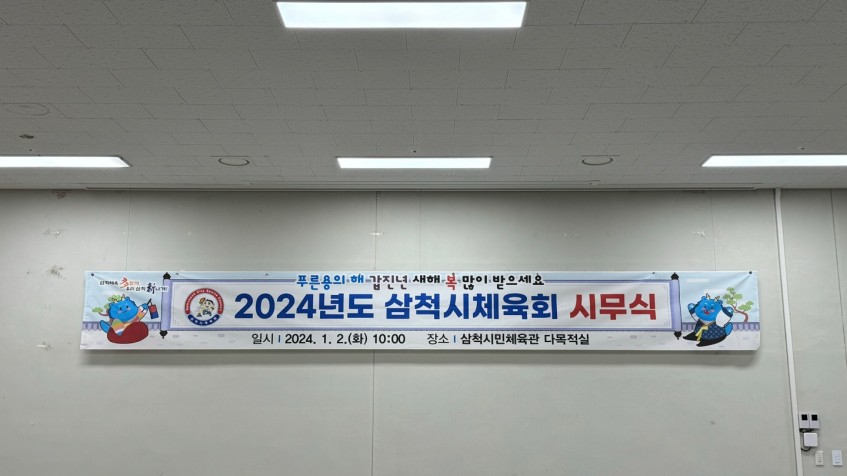 푸른용의 해 갑진년 새해 복 많이 받으세요
2024년도 삼척시체육회 시무식
일시 | 2024. 1. 2.(화) 10:00 장소 | 삼척시민체육관 다목적실